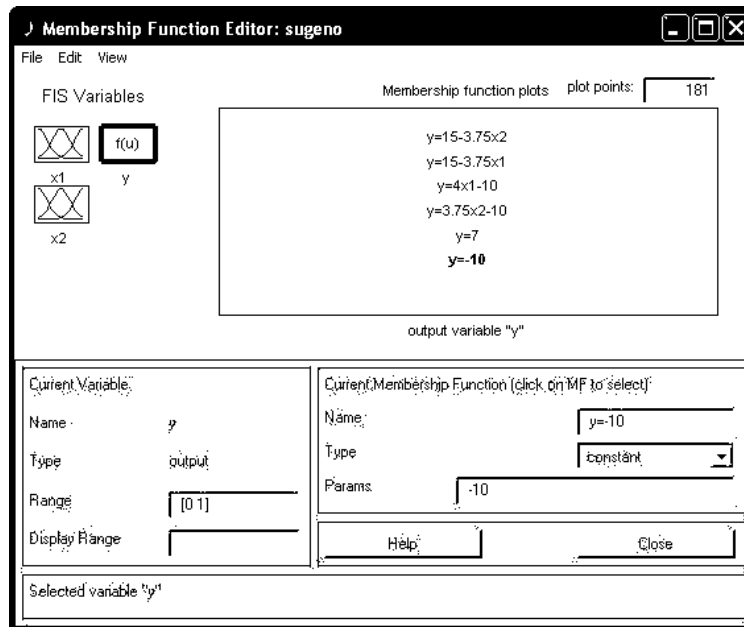 Membership Function Editor: sugeno
File Edit View
FIS Variables
x1
f(u)
y
x2
Membership function plots
plot points:
181
y=15-3.75x2
y=15-3.75x1
y=4x1-10
y=3.75x2-10
y=7
y=-10
output variable "y"
Current Variable
Name
y
Type
output
Range
[0 1]
Display Range
Current Membership Function (click on MF to select)
Name
y=-10
Type
constant
Params
-10
Help
Close
Selected variable "y"